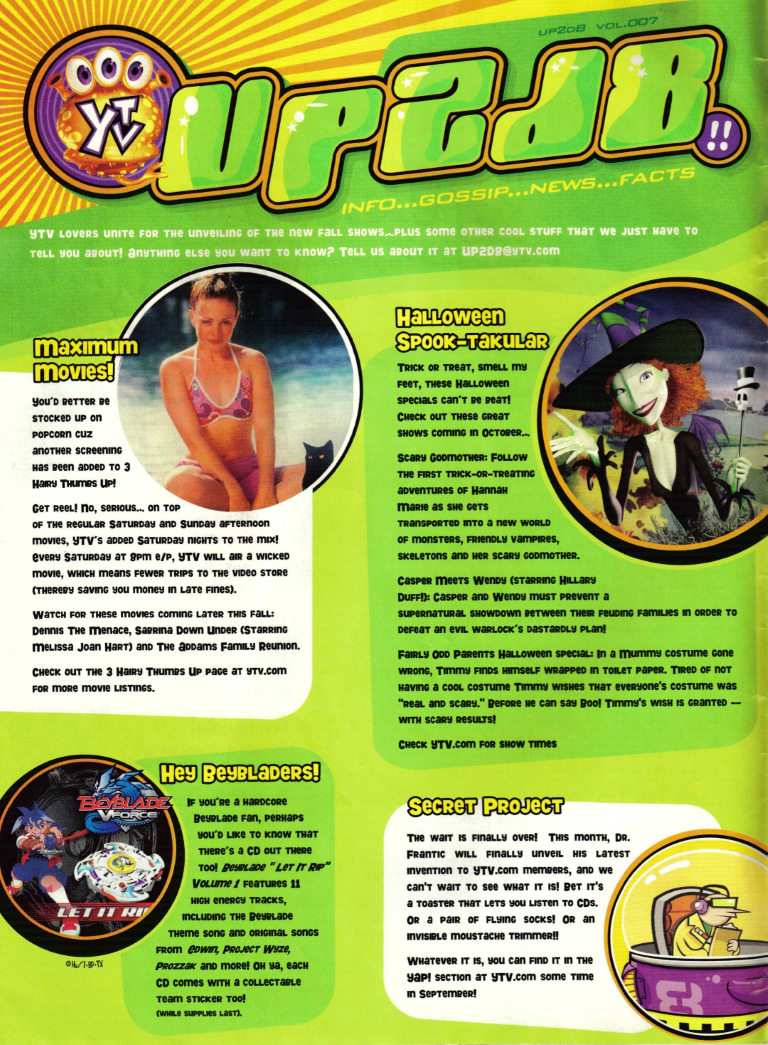 UP2D8 VOL.007
YTV
UP2D8!!
INFO...GOSSIP...NEWS...FACTS
YTV lovers unite for the unveiling of the new fall shows...plus some other cool stuff that we just have to
tell you about! Anything else you want to know? Tell us about it at UP2D8@ytv.com
Maximum
Movies!
You'd better be
stocked up on
popcorn cuz
another screening
has been added to 3
Hairy Thumbs Up!
Get reel! No, serious... on top
of the regular Saturday and Sunday afternoon
movies, YTV's added Saturday nights to the mix!
Every Saturday at 8pm e/p, YTV will air a wicked
movie, which means fewer trips to the video store
(thereby saving you money in late fines).
Watch for these movies coming later this fall:
Dennis The Menace, Sabrina Down Under (starring
Melissa Joan Hart) and The Addams Family Reunion.
Check out the 3 Hairy Thumbs Up page at ytv.com
for more movie listings.
Halloween
Spook-takular
Trick or treat, smell my
feet, these Halloween
specials can't be beat!
Check out these great
shows coming in October...
Scary Godmother: Follow
the first trick-or-treating
adventures of Hannah
Marie as she gets
transported into a new world
of monsters, friendly vampires,
skeletons and her scary godmother.
Casper Meets Wendy (starring Hillary
Duff!): Casper and Wendy must prevent a
supernatural showdown between their feuding families in order to
defeat an evil warlock's dastardly plan!
Fairly Odd Parents Halloween special: In a Mummy costume gone
wrong, Timmy finds himself wrapped in toilet paper. Tired of not
having a cool costume Timmy wishes that everyone's costume was
"real and scary." Before he can say Boo! Timmy's wish is granted --
with scary results!
Check YTV.com for show times
Hey Beybladers!
If you're a hardcore
Beyblade fan, perhaps
you'd like to know that
there's a CD out there
too! Beyblade "Let It Rip"
Volume 1 features 11
high energy tracks,
including the Beyblade
theme song and original songs
from Edwin, Project Wyze,
Prozzak and more! Oh ya, each
CD comes with a collectable
team sticker too!
(while supplies last).
BEYBLADE
VFORCE
LET IT RIP
Secret Project
The wait is finally over! This month, Dr.
Frantic will finally unveil his latest
invention to YTV.com members, and we
can't wait to see what it is! Bet it's
a toaster that lets you listen to CDs.
Or a pair of flying socks! Or an
invisible moustache trimmer!!
Whatever it is, you can find it in the
Yap! section at YTV.com some time
in September!